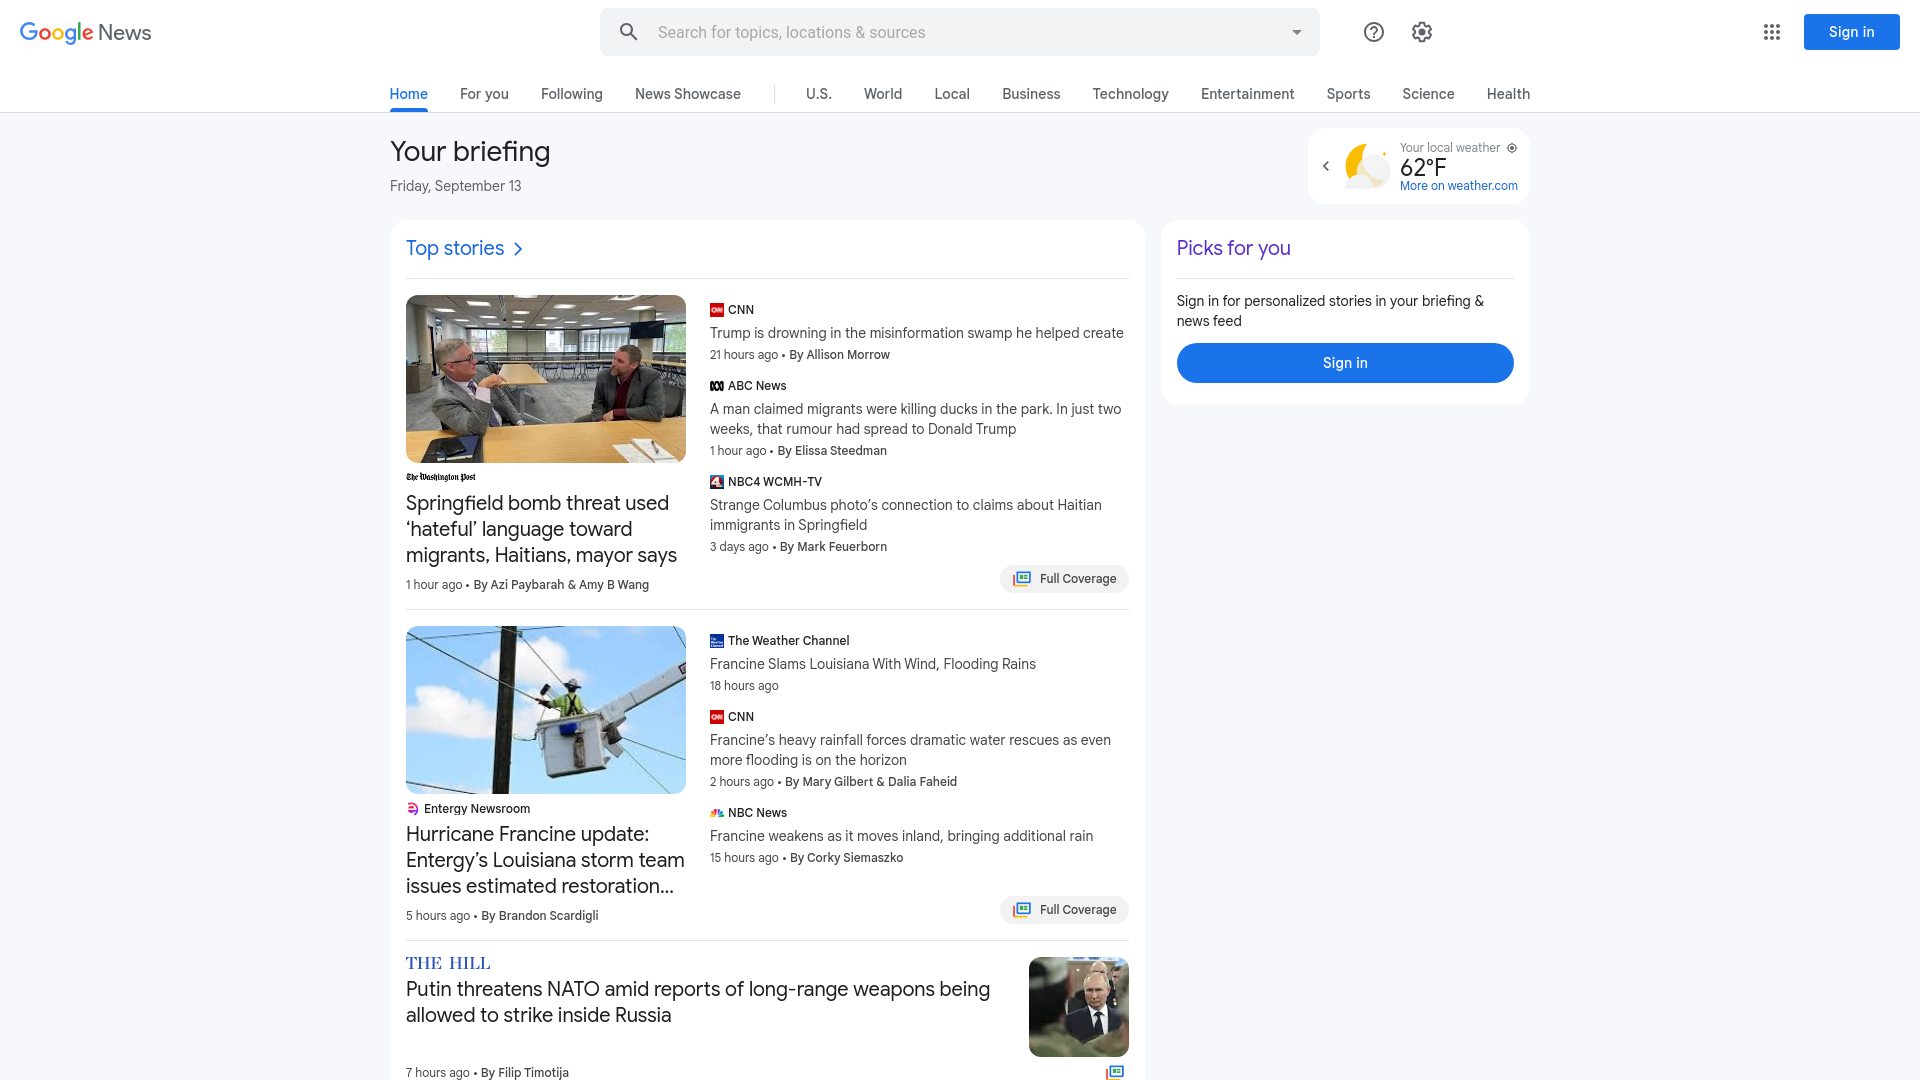 Google News
Search for topics, locations & sources
Sign in
Home
For you
Following
News Showcase
U.S.
World
Local
Business
Technology
Entertainment
Sports
Science
Health
Your briefing
Friday, September 13
Your local weather
62°F
More on weather.com
Top stories
The Washington Post
Springfield bomb threat used
‘hateful’ language toward
migrants, Haitians, mayor says
1 hour ago • By Azi Paybarah & Amy B Wang
CNN
Trump is drowning in the misinformation swamp he helped create
21 hours ago • By Allison Morrow
ABC News
A man claimed migrants were killing ducks in the park. In just two
weeks, that rumour had spread to Donald Trump
1 hour ago • By Elissa Steedman
NBC4 WCMH-TV
Strange Columbus photo’s connection to claims about Haitian
immigrants in Springfield
3 days ago • By Mark Feuerborn
Full Coverage
Entergy Newsroom
Hurricane Francine update:
Entergy’s Louisiana storm team
issues estimated restoration...
5 hours ago • By Brandon Scardigli
The Weather Channel
Francine Slams Louisiana With Wind, Flooding Rains
18 hours ago
CNN
Francine’s heavy rainfall forces dramatic water rescues as even
more flooding is on the horizon
2 hours ago • By Mary Gilbert & Dalia Faheid
NBC News
Francine weakens as it moves inland, bringing additional rain
15 hours ago • By Corky Siemaszko
Full Coverage
THE HILL
Putin threatens NATO amid reports of long-range weapons being
allowed to strike inside Russia
7 hours ago • By Filip Timotija
Picks for you
Sign in for personalized stories in your briefing &
news feed
Sign in